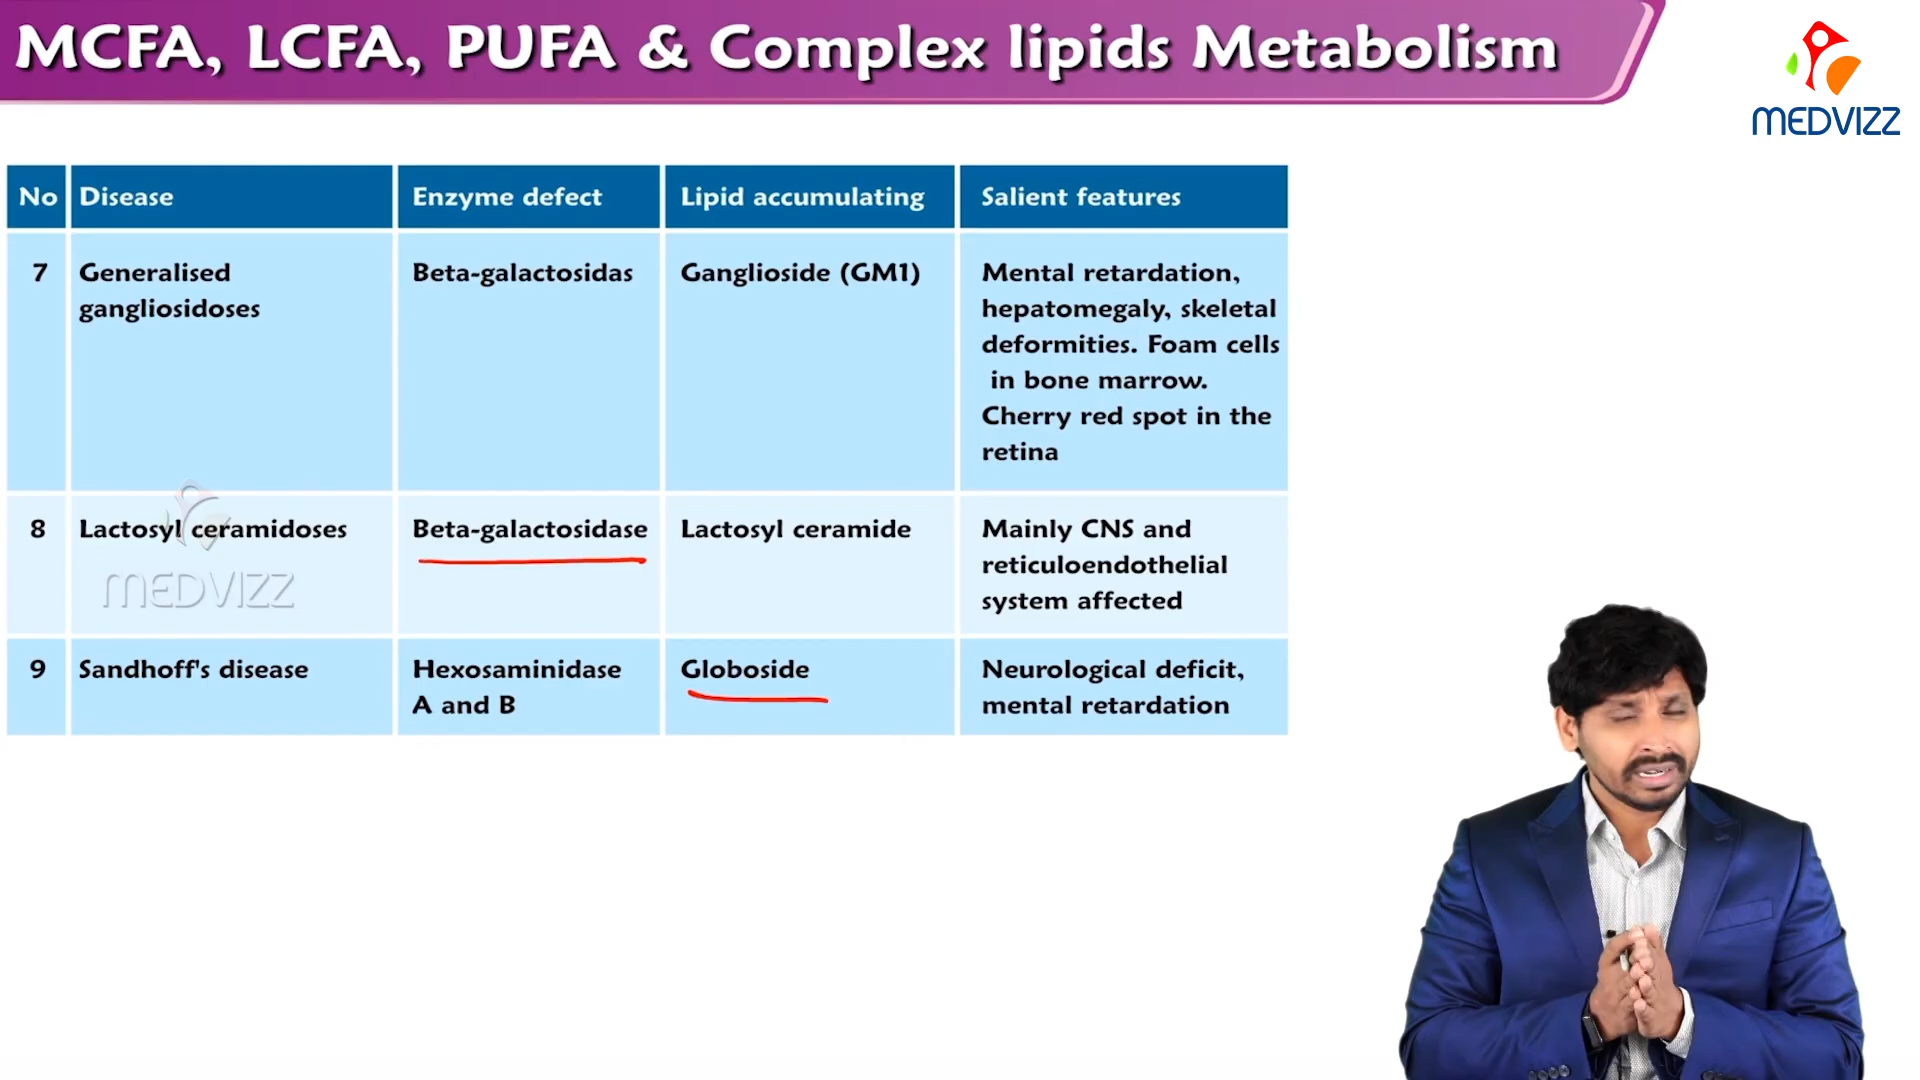 MCFA, LCFA, PUFA & Complex lipids Metabolism
MEDVIZZ
No Disease Enzyme defect Lipid accumulating Salient features
7 Generalised Beta-galactosidas Ganglioside (GM1) Mental retardation,
gangliosidoses hepatomegaly, skeletal
deformities. Foam cells
in bone marrow.
Cherry red spot in the
retina
8 Lactosyl ceramidoses Beta-galactosidase Lactosyl ceramide Mainly CNS and
reticuloendothelial
MEDVIZZ
system affected
9 Sandhoff's disease Hexosaminidase Globoside Neurological deficit,
A and B mental retardation